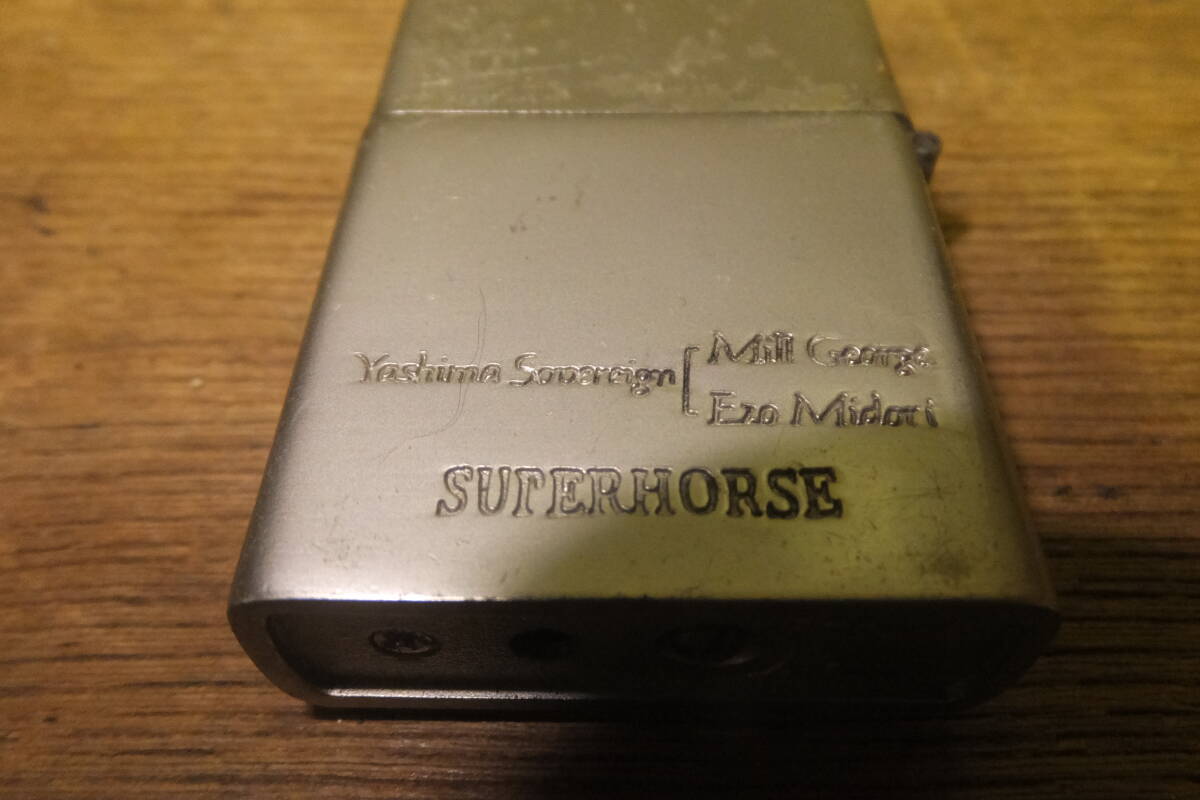 Yashima Sovereign
Mill George
Ezo Midori
SUPERHORSE